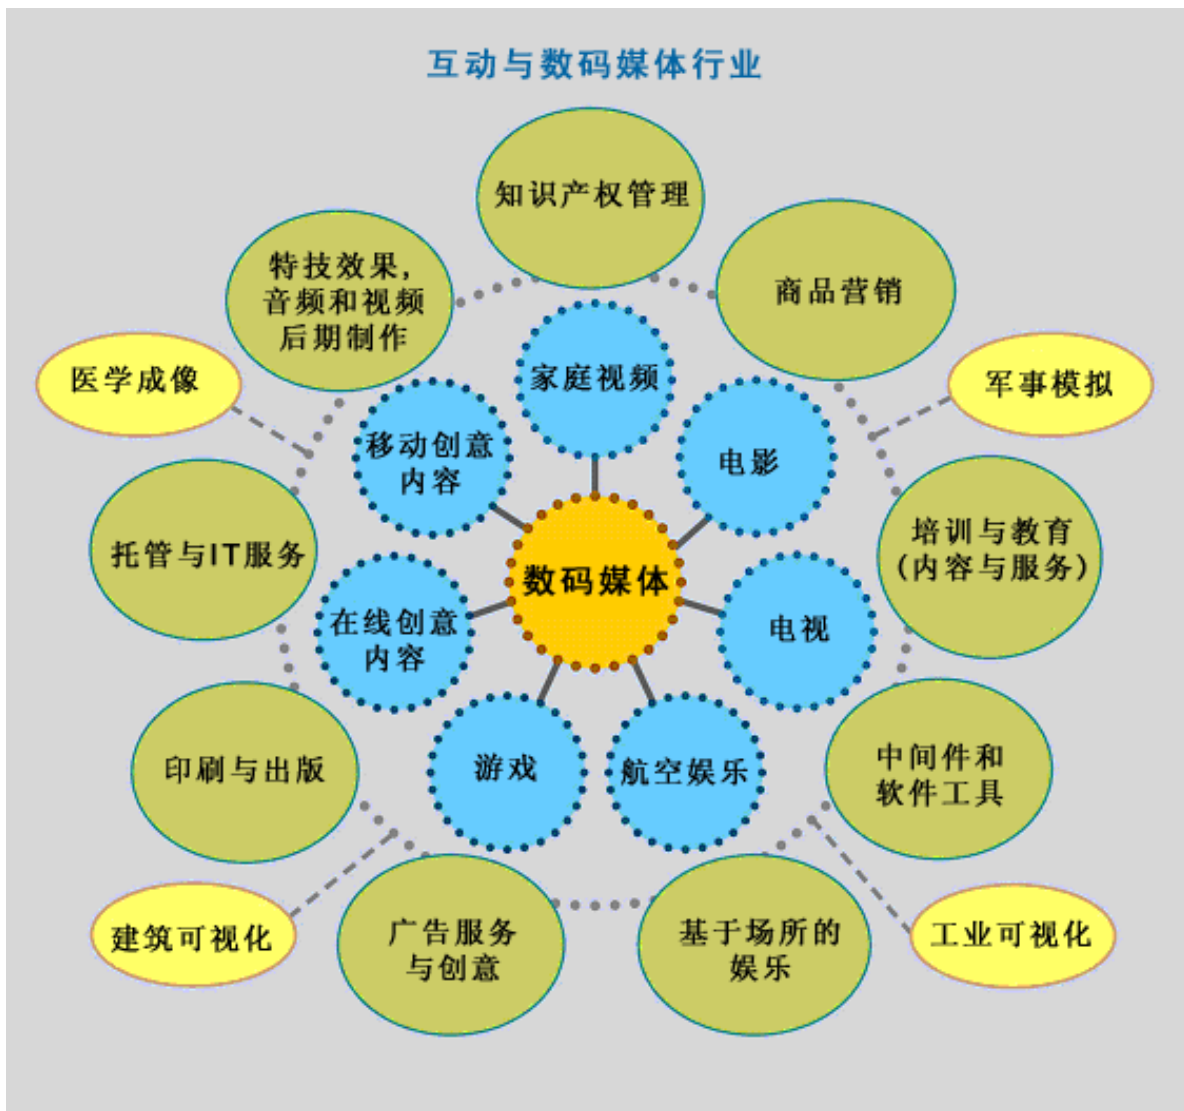 互动与数码媒体行业
知识产权管理
特技效果，
音频和视频
后期制作
商品营销
医学成像
家庭视频
军事模拟
移动创意
内容
电影
托管与IT服务
数码媒体
培训与教育
(内容与服务)
在线创意
内容
电视
印刷与出版
游戏
航空娱乐
中间件和
软件工具
建筑可视化
广告服务
与创意
基于场所的
娱乐
工业可视化